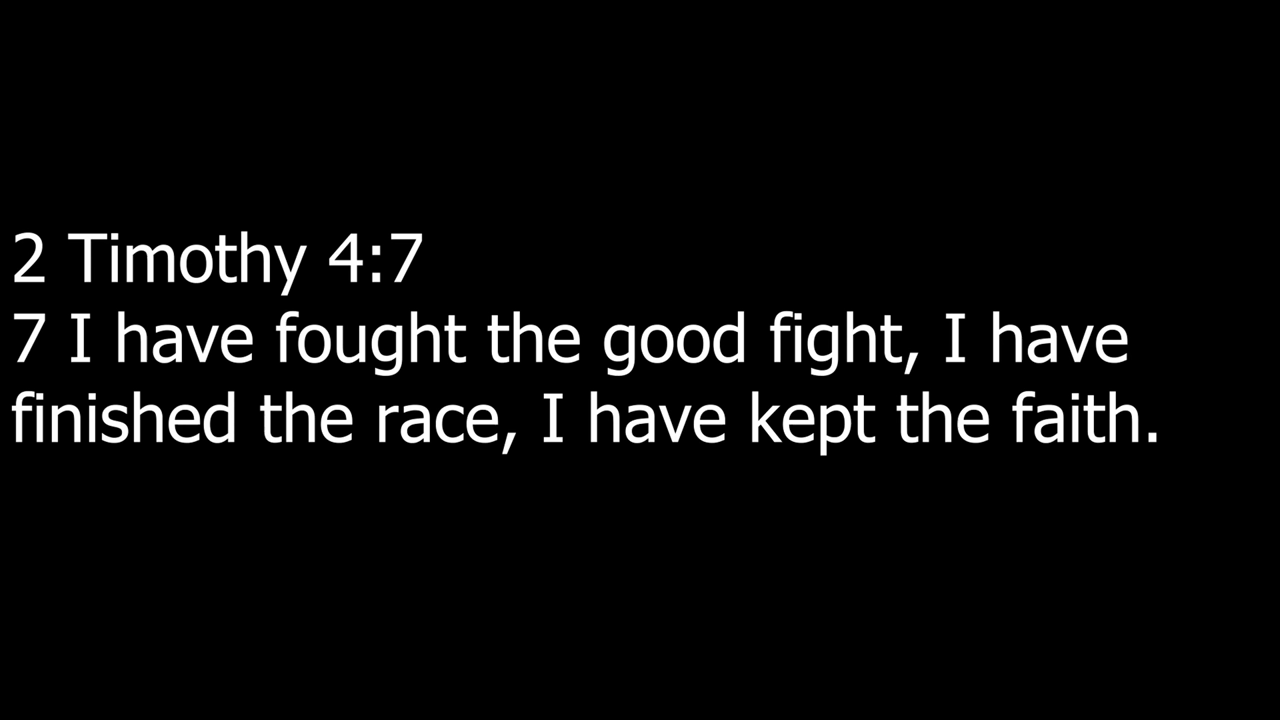 2 Timothy 4:7
7 I have fought the good fight, I have
finished the race, I have kept the faith.